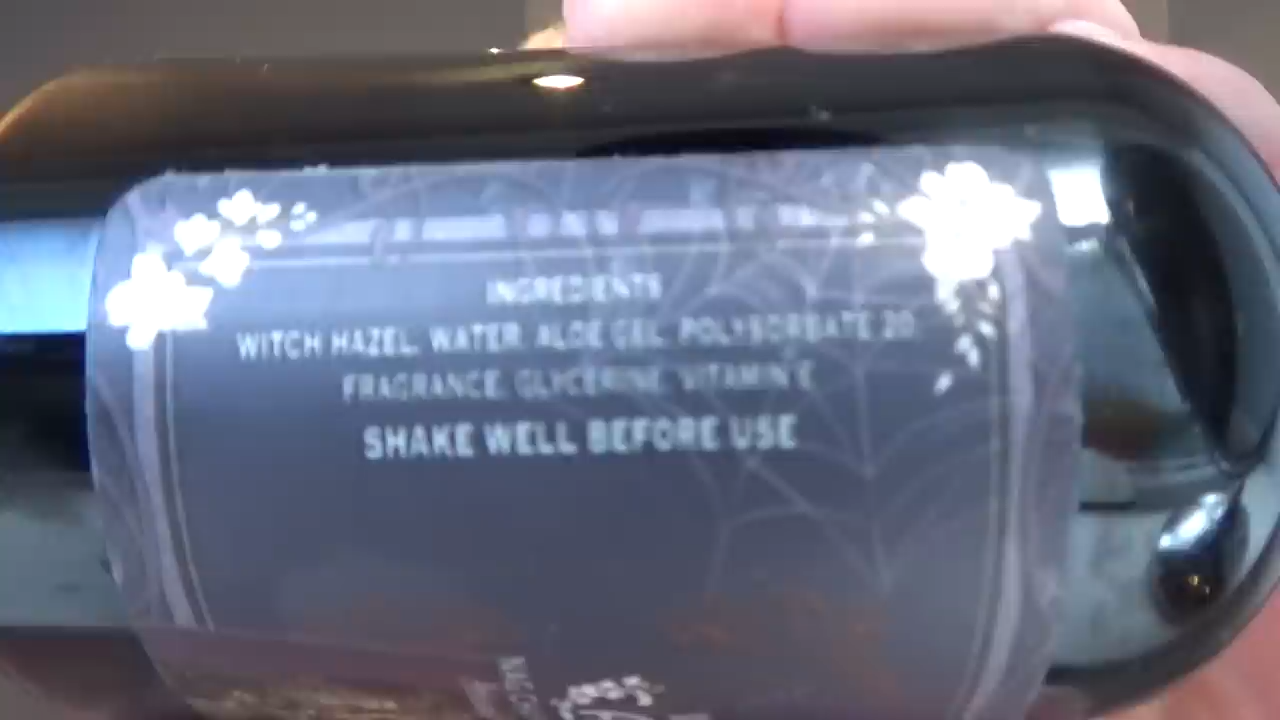 INGREDIENTS
WITCH HAZEL, WATER, ALOE GEL, POLYSORBATE 20,
FRAGRANCE, GLYCERINE, VITAMIN E
SHAKE WELL BEFORE USE